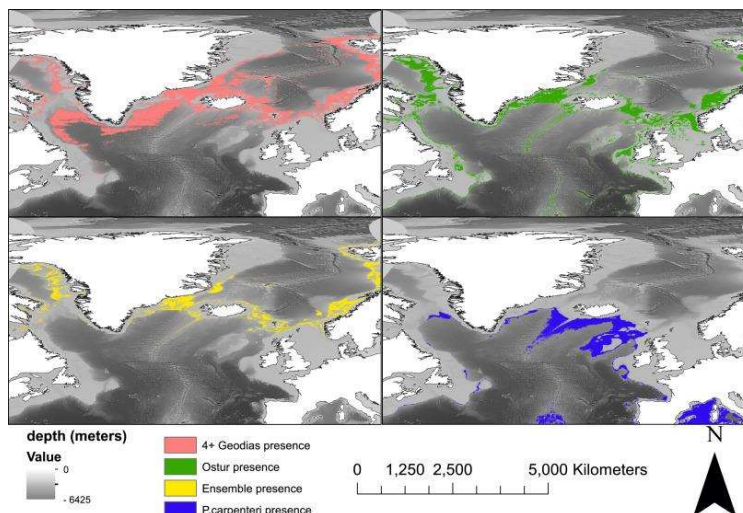 depth (meters)
Value
0
- 6425
4+ Geodias presence
Ostur presence
Ensemble presence
P.carpenteri presence
0 1,250 2,500 5,000 Kilometers
N